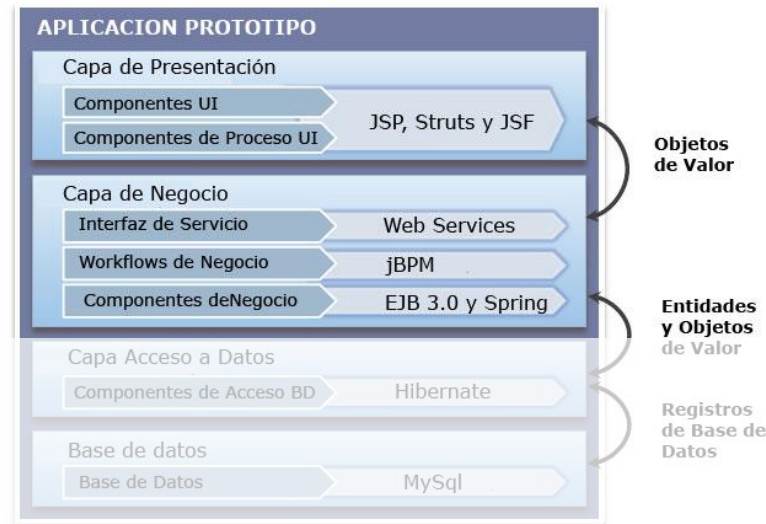 APLICACION PROTOTIPO
Capa de Presentación
Componentes UI
Componentes de Proceso UI
JSP, Struts y JSF
Objetos
de Valor
Capa de Negocio
Interfaz de Servicio
Web Services
Workflows de Negocio
jBPM
Componentes deNegocio
EJB 3.0 y Spring
Entidades
y Objetos
de Valor
Capa Acceso a Datos
Componentes de Acceso BD
Hibernate
Registros
de Base de
Datos
Base de datos
Base de Datos
MySql